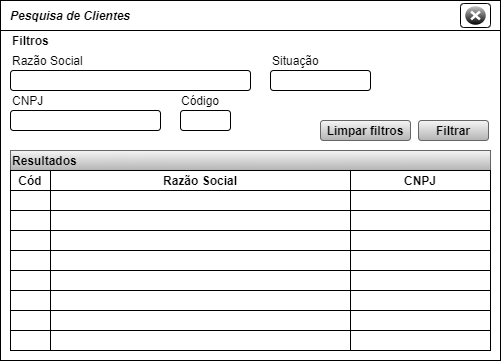 Pesquisa de Clientes
Filtros
Razão Social Situação
CNPJ Código
Limpar filtros Filtrar
Resultados
Cód Razão Social CNPJ